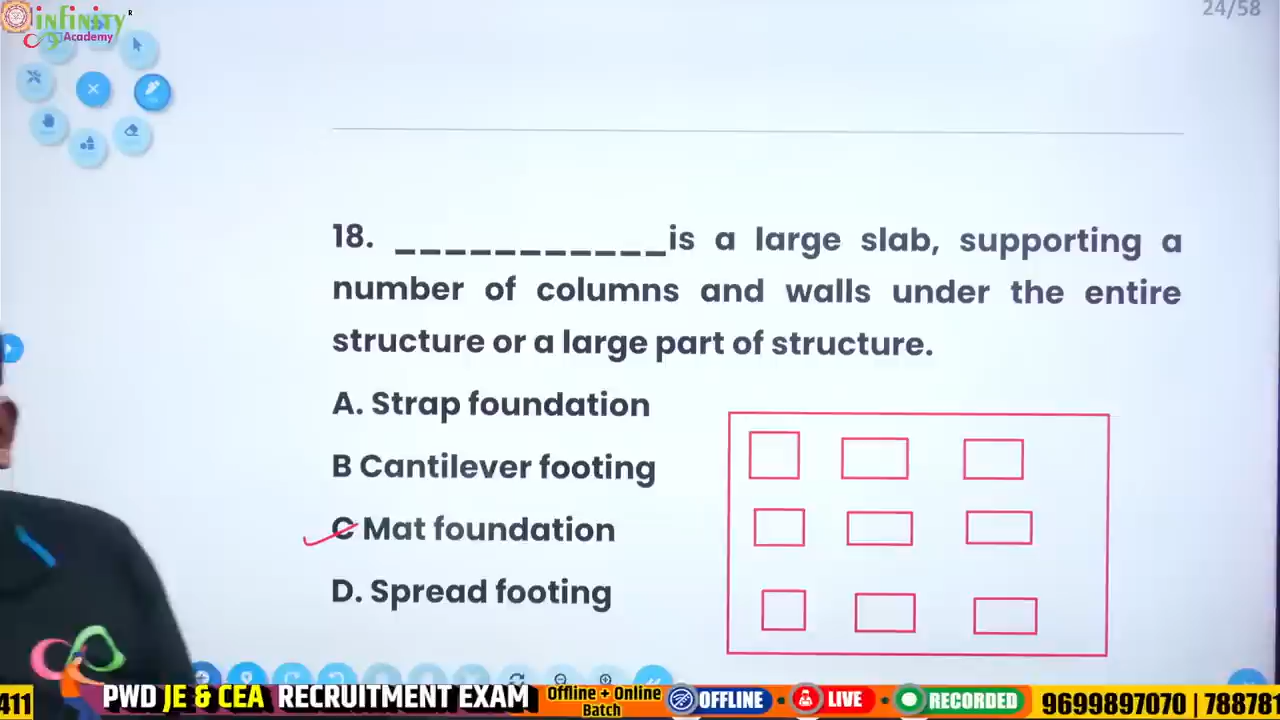 infinity
Academy
24/58
18. ___________is a large slab, supporting a
number of columns and walls under the entire
structure or a large part of structure.
A. Strap foundation
B Cantilever footing
C Mat foundation
D. Spread footing
411
PWD JE & CEA RECRUITMENT EXAM
Offline + Online
Batch
OFFLINE
LIVE
RECORDED
9699897070 | 788781